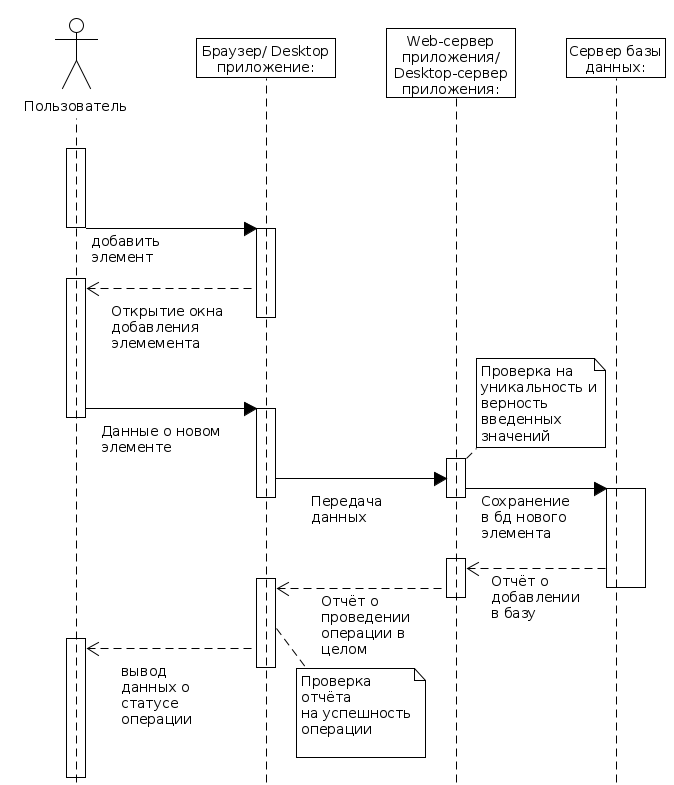 Пользователь
Браузер/ Desktop
приложение:
Web-сервер
приложения/
Desktop-сервер
приложения:
Сервер базы
данных:
добавить
элемент
Открытие окна
добавления
элемемента
Проверка на
уникальность и
верность
введенных
значений
Данные о новом
элементе
Передача
данных
Сохранение
в бд нового
элемента
Отчёт о
добавлении
в базу
Отчёт о
проведении
операции в
целом
вывод
данных о
статусе
операции
Проверка
отчёта
на успешность
операции